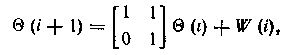 Θ (i + 1) = [1 1
0 1] Θ (ι) + W (i),